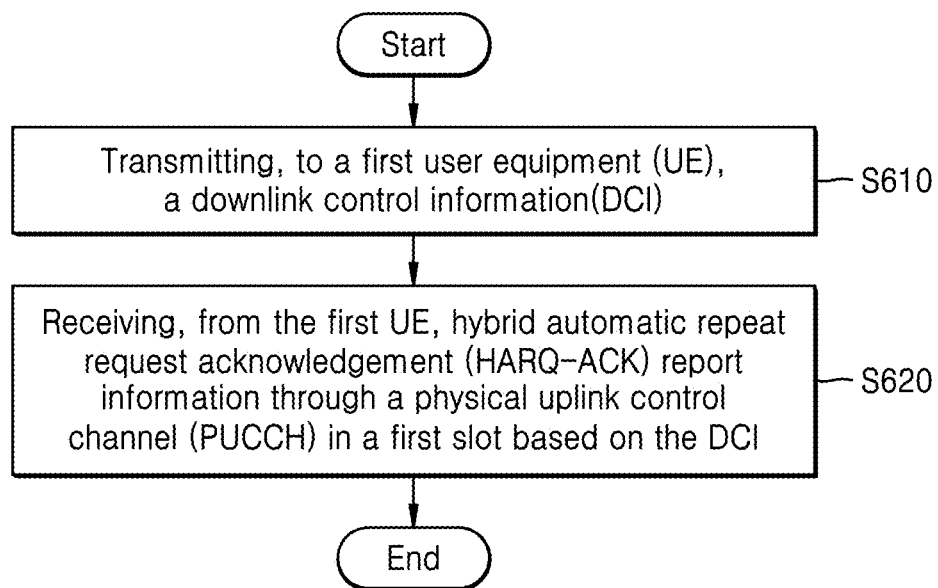 Start
Transmitting, to a first user equipment (UE),
a downlink control information(DCI)
S610
Receiving, from the first UE, hybrid automatic repeat
request acknowledgement (HARQ-ACK) report
information through a physical uplink control
channel (PUCCH) in a first slot based on the DCI
S620
End